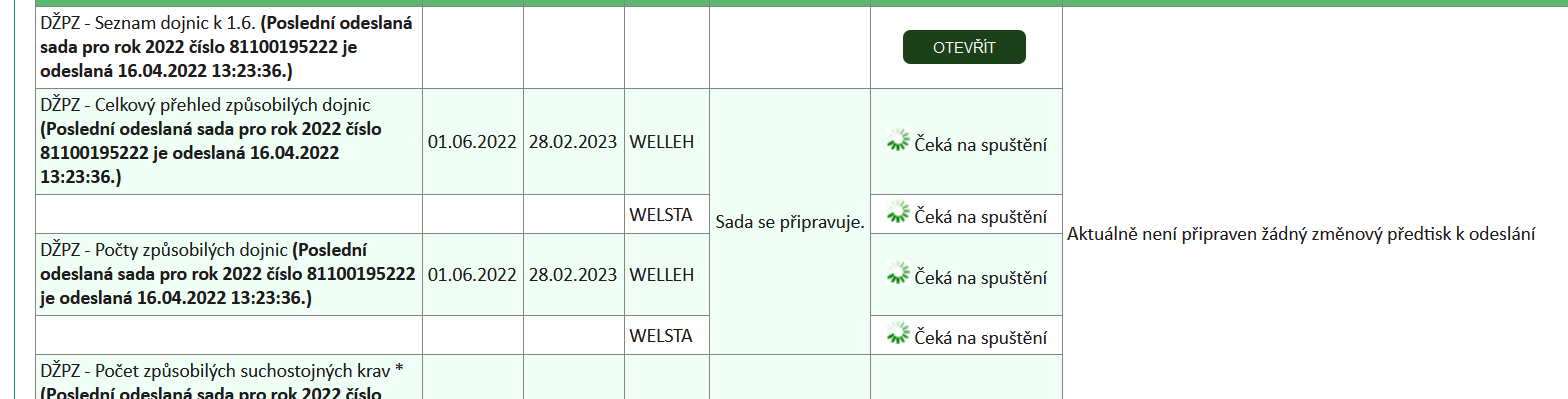 DŽPZ - Seznam dojnic k 1.6. (Poslední odeslaná
sada pro rok 2022 číslo 81100195222 je
odeslaná 16.04.2022 13:23:36.)
OTEVŘÍT
DŽPZ - Celkový přehled způsobilých dojnic
(Poslední odeslaná sada pro rok 2022 číslo
81100195222 je odeslaná 16.04.2022
13:23:36.)
01.06.2022
28.02.2023
WELLEH
Čeká na spuštění
WELSTA
Čeká na spuštění
Sada se připravuje.
Aktuálně není připraven žádný změnový předtisk k odeslání
DŽPZ - Počty způsobilých dojnic (Poslední
odeslaná sada pro rok 2022 číslo 81100195222
je odeslaná 16.04.2022 13:23:36.)
01.06.2022
28.02.2023
WELLEH
Čeká na spuštění
WELSTA
Čeká na spuštění
DŽPZ - Počet způsobilých suchostojných krav *
(Poslední odeslaná sada pro rok 2022 číslo